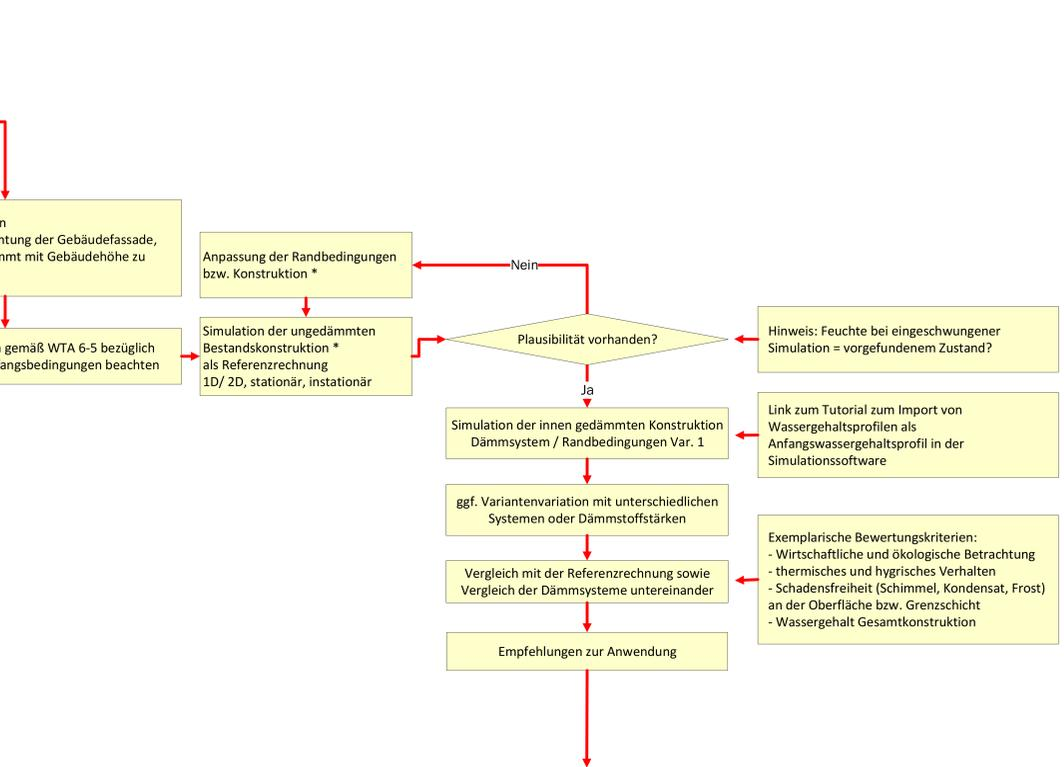 n
ntung der Gebäudefassade,
mmt mit Gebäudehöhe zu
gemäß WTA 6-5 bezüglich
angsbedingungen beachten
Anpassung der Randbedingungen
bzw. Konstruktion *
Simulation der ungedämmten
Bestandskonstruktion *
als Referenzrechnung
1D/ 2D, stationär, instationär
Nein
Plausibilität vorhanden?
Ja
Hinweis: Feuchte bei eingeschwungener
Simulation = vorgefundenem Zustand?
Simulation der innen gedämmten Konstruktion
Dämmsystem / Randbedingungen Var. 1
Link zum Tutorial zum Import von
Wassergehaltsprofilen als
Anfangswassergehaltsprofil in der
Simulationssoftware
ggf. Variantenvariation mit unterschiedlichen
Systemen oder Dämmstoffstärken
Vergleich mit der Referenzrechnung sowie
Vergleich der Dämmsysteme untereinander
Exemplarische Bewertungskriterien:
- Wirtschaftliche und ökologische Betrachtung
- thermisches und hygrisches Verhalten
- Schadensfreiheit (Schimmel, Kondensat, Frost)
an der Oberfläche bzw. Grenzschicht
- Wassergehalt Gesamtkonstruktion
Empfehlungen zur Anwendung